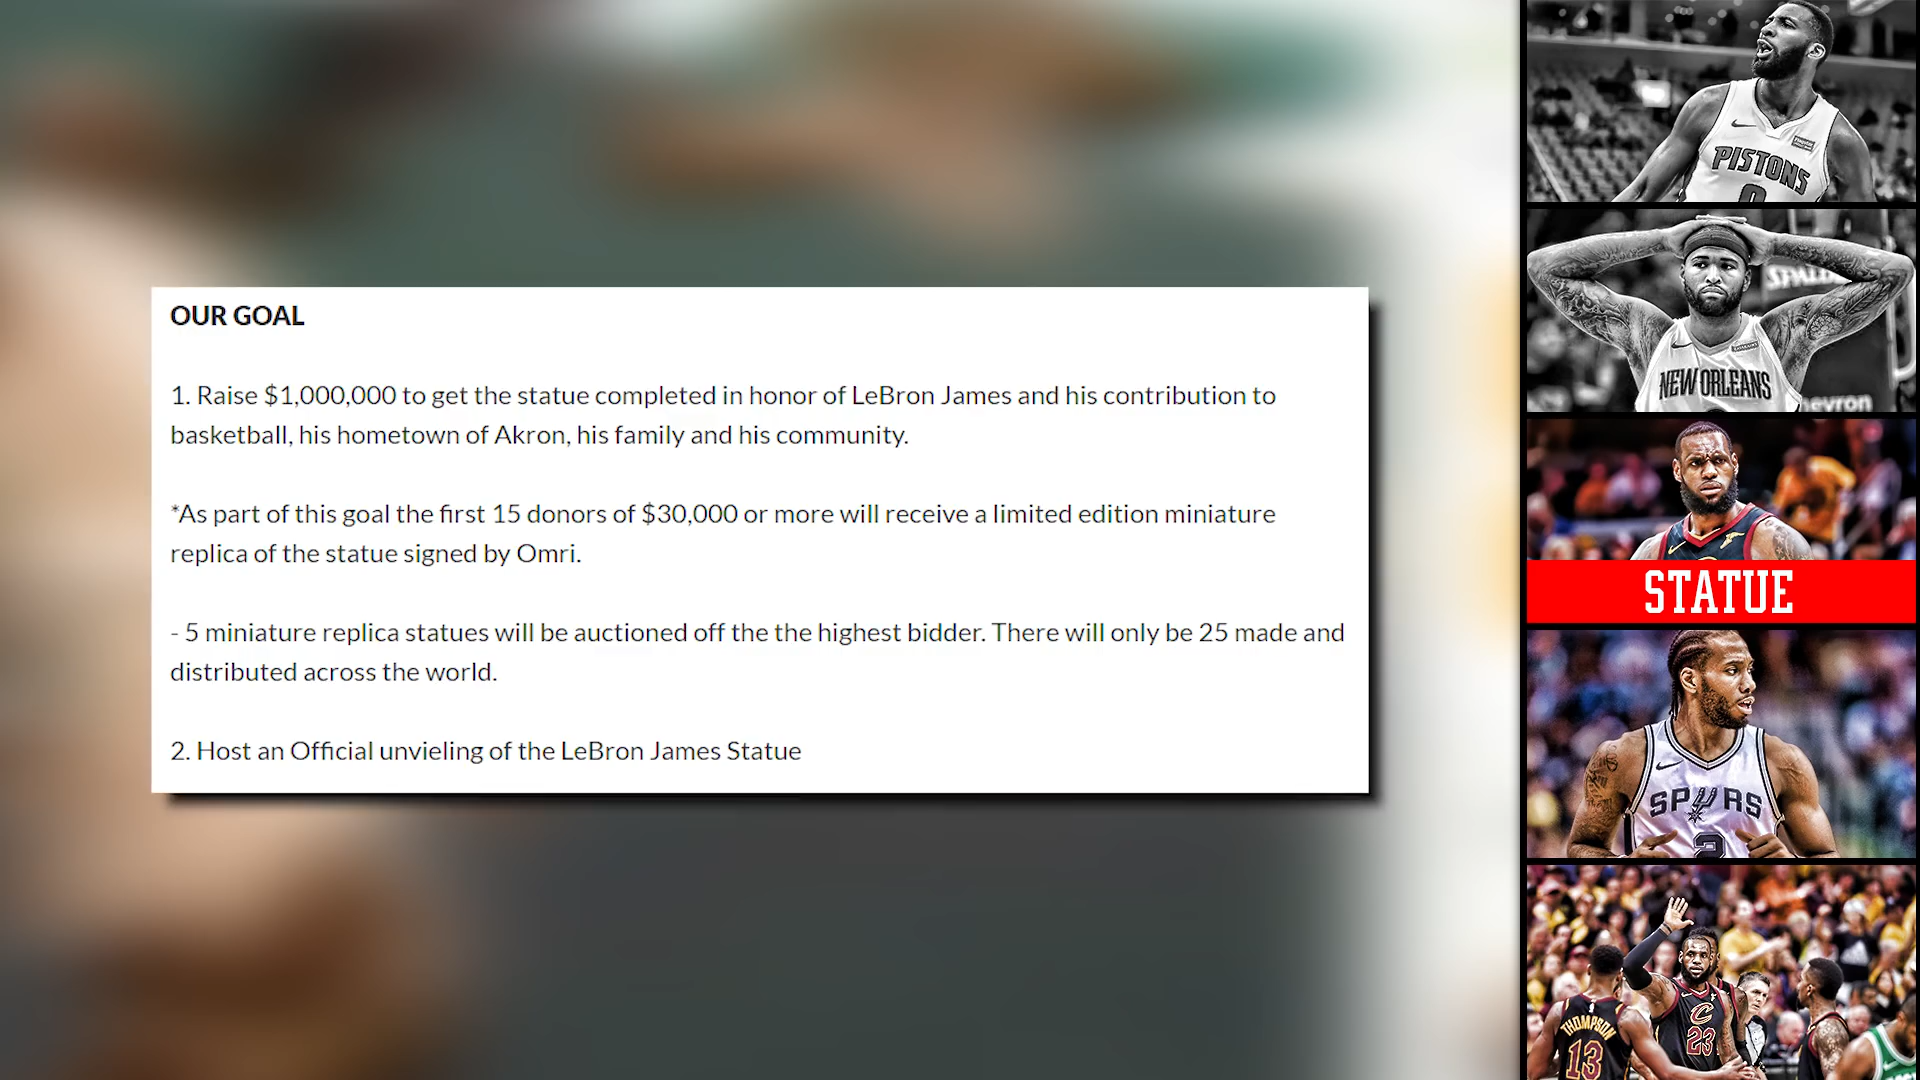 OUR GOAL
1. Raise $1,000,000 to get the statue completed in honor of LeBron James and his contribution to
basketball, his hometown of Akron, his family and his community.
*As part of this goal the first 15 donors of $30,000 or more will receive a limited edition miniature
replica of the statue signed by Omri.
- 5 miniature replica statues will be auctioned off the the highest bidder. There will only be 25 made and
distributed across the world.
2. Host an Official unvieling of the LeBron James Statue
PISTONS
NEW ORLEANS
STATUE
SPURS
2
THOMPSON
13
C
23